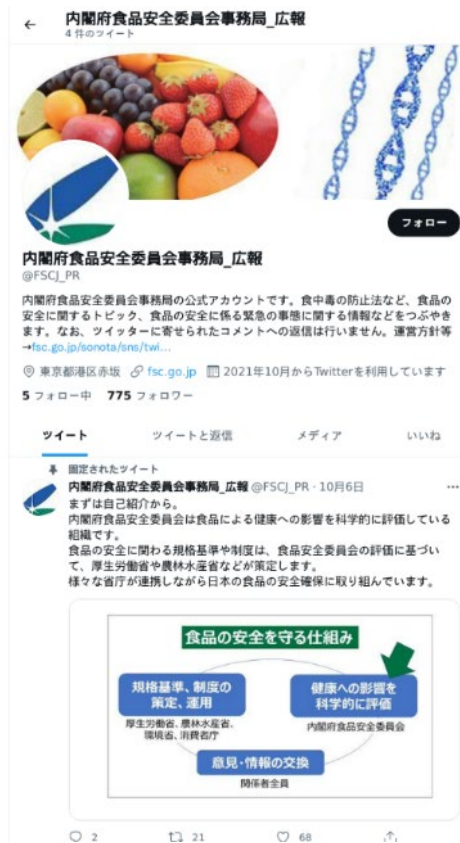 内閣府食品安全委員会事務局_広報
4 件のツイート
フォロー
内閣府食品安全委員会事務局_広報
@FSCJ_PR
内閣府食品安全委員会事務局の公式アカウントです。食中毒の防止法など、食品の
安全に関するトピック、食品の安全に係る緊急の事態に関する情報などをつぶやき
ます。なお、ツイッターに寄せられたコメントへの返信は行いません。運営方針等
→fsc.go.jp/sonota/sns/twi...
東京都港区赤坂 fsc.go.jp 2021年10月からTwitterを利用しています
5 フォロー中 775 フォロワー
ツイート ツイートと返信 メディア いいね
固定されたツイート
内閣府食品安全委員会事務局_広報 @FSCJ_PR · 10月6日 ...
まずは自己紹介から。
内閣府食品安全委員会は食品による健康への影響を科学的に評価している
組織です。
食品の安全に関わる規格基準や制度は、食品安全委員会の評価に基づい
て、厚生労働省や農林水産省などが策定します。
様々な省庁が連携しながら日本の食品の安全確保に取り組んでいます。
食品の安全を守る仕組み
規格基準、制度の
策定、運用
厚生労働省、農林水産省、
環境省、消費者庁
健康への影響を
科学的に評価
内閣府食品安全委員会
意見・情報の交換
関係者全員
2 21 68